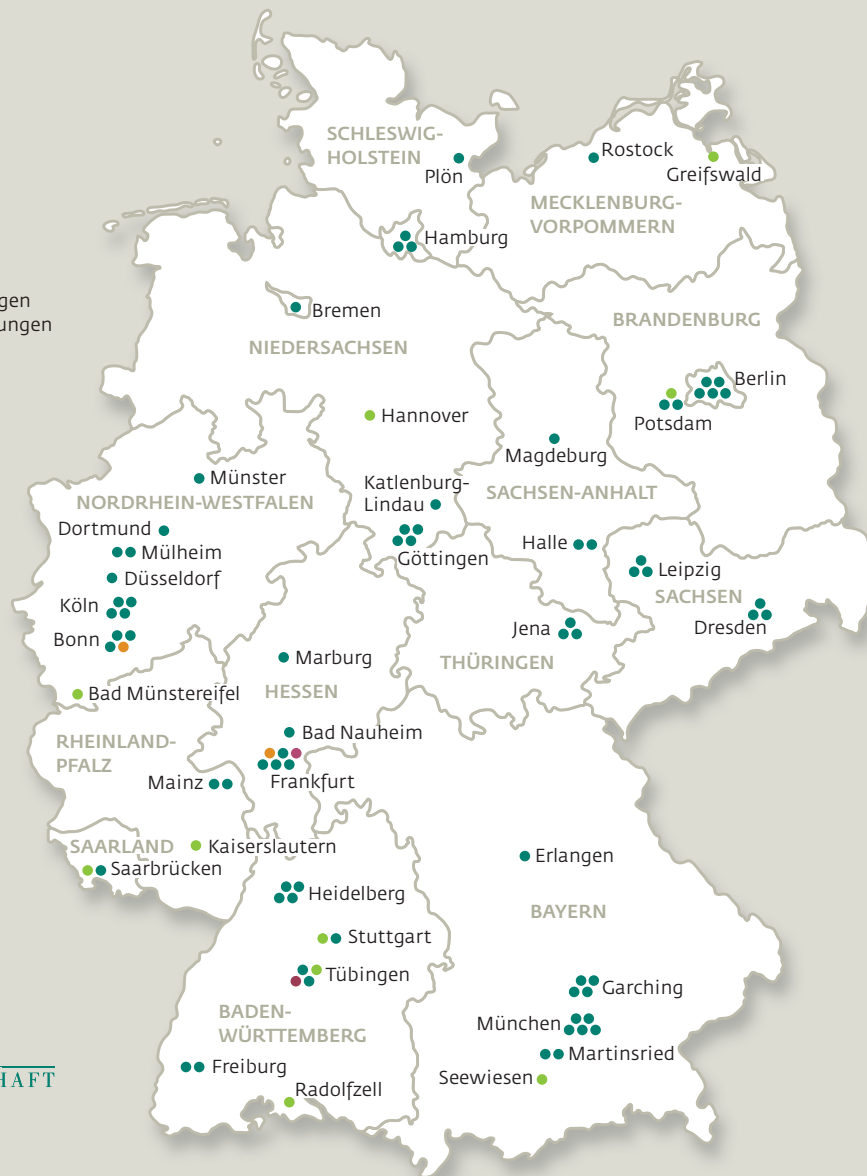 SCHLESWIG-
HOLSTEIN
Plön
Rostock
Greifswald
MECKLENBURG-
VORPOMMERN
Hamburg
Bremen
NIEDERSACHSEN
BRANDENBURG
Berlin
Potsdam
Hannover
Magdeburg
Münster
NORDRHEIN-WESTFALEN
Katlenburg-
Lindau
SACHSEN-ANHALT
Dortmund
Mülheim
Göttingen
Halle
Düsseldorf
Leipzig
Köln
SACHSEN
Bonn
Jena
Dresden
Marburg
THÜRINGEN
Bad Münstereifel
HESSEN
Bad Nauheim
RHEINLAND-
PFALZ
Mainz
Frankfurt
SAARLAND
Kaiserslautern
Saarbrücken
Erlangen
Heidelberg
BAYERN
Stuttgart
Tübingen
Garching
BADEN-
WÜRTTEMBERG
München
Martinsried
Freiburg
Seewiesen
Radolfzell